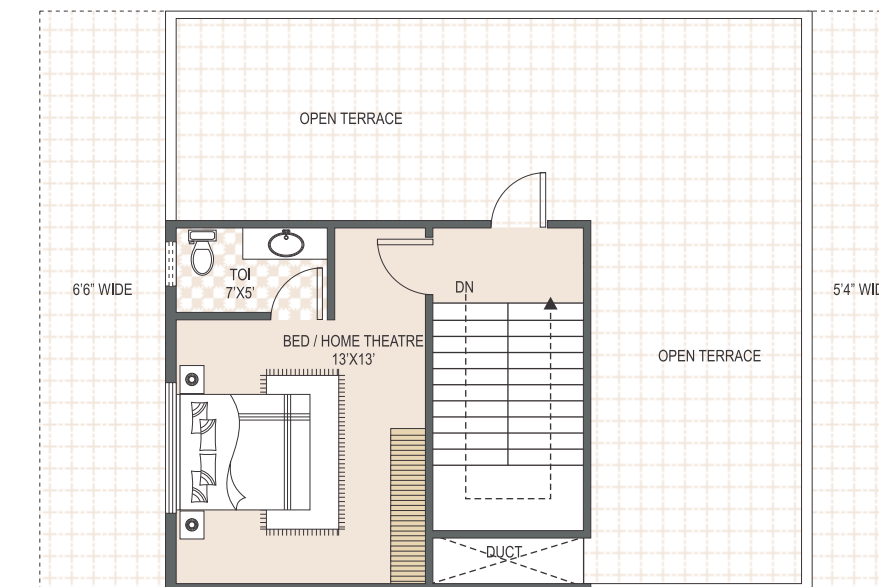 OPEN TERRACE
6'6" WIDE
TOI
7'X5'
DN
5'4" WID
BED / HOME THEATRE
13'X13'
OPEN TERRACE
DUCT